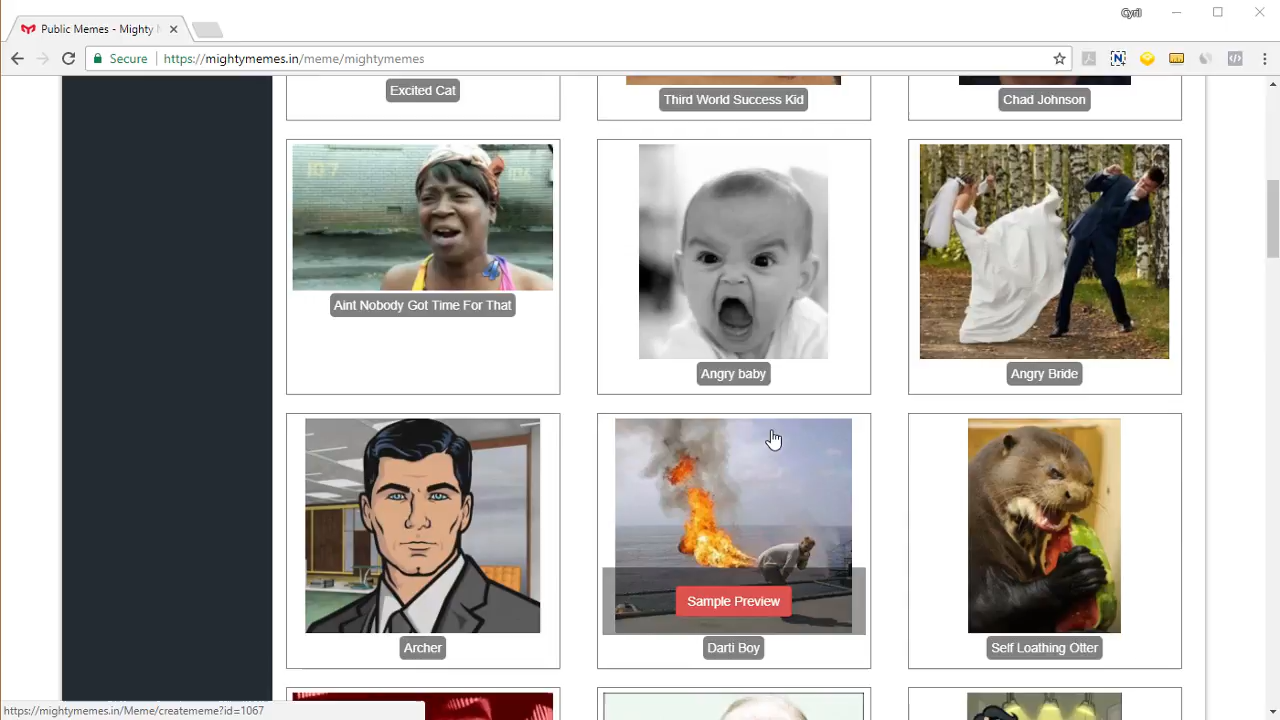 Cyril
Public Memes - Mighty
Secure
https://mightymemes.in/meme/mightymemes
Excited Cat
Third World Success Kid
Chad Johnson
Aint Nobody Got Time For That
Angry baby
Angry Bride
Sample Preview
Archer
Darti Boy
Self Loathing Otter
https://mightymemes.in/Meme/creatememe?id=1067